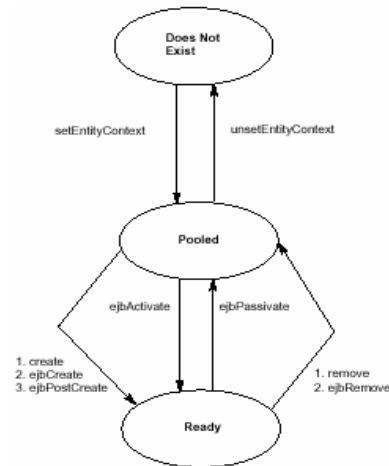 Does Not
Exist
setEntityContext
unsetEntityContext
Pooled
ejbActivate
ejbPassivate
1. create
2. ejbCreate
3. ejbPostCreate
1. remove
2. ejbRemove
Ready